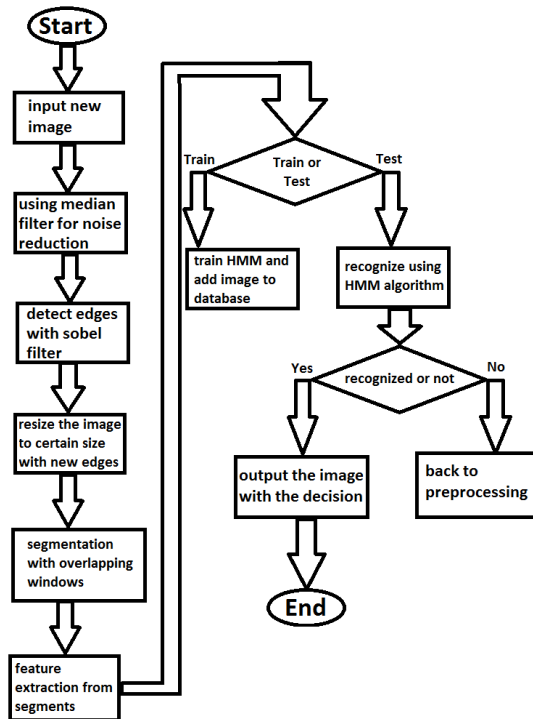 Start
input new
image
using median
filter for noise
reduction
detect edges
with sobel
filter
resize the image
to certain size
with new edges
segmentation
with overlapping
windows
feature
extraction from
segments
Train or
Test
Train
Test
train HMM and
add image to
database
recognize using
HMM algorithm
recognized or not
Yes
No
output the image
with the decision
back to
preprocessing
End